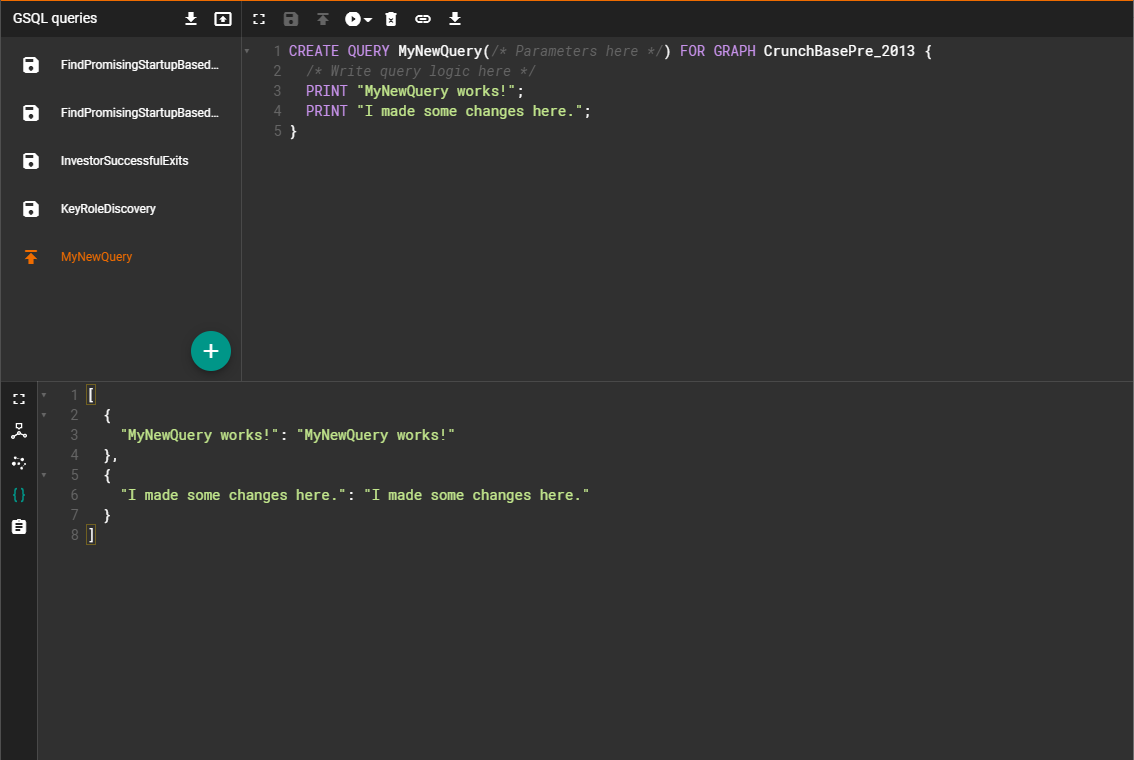 GSQL queries
FindPromisingStartupBased...
FindPromisingStartupBased...
InvestorSuccessfulExits
KeyRoleDiscovery
MyNewQuery
1 CREATE QUERY MyNewQuery(/* Parameters here */) FOR GRAPH CrunchBasePre_2013 {
2 /* Write query logic here */
3 PRINT "MyNewQuery works!";
4 PRINT "I made some changes here.";
5 }
1 [
2 {
3 "MyNewQuery works!": "MyNewQuery works!"
4 },
5 {
6 "I made some changes here.": "I made some changes here."
7 }
8 ]